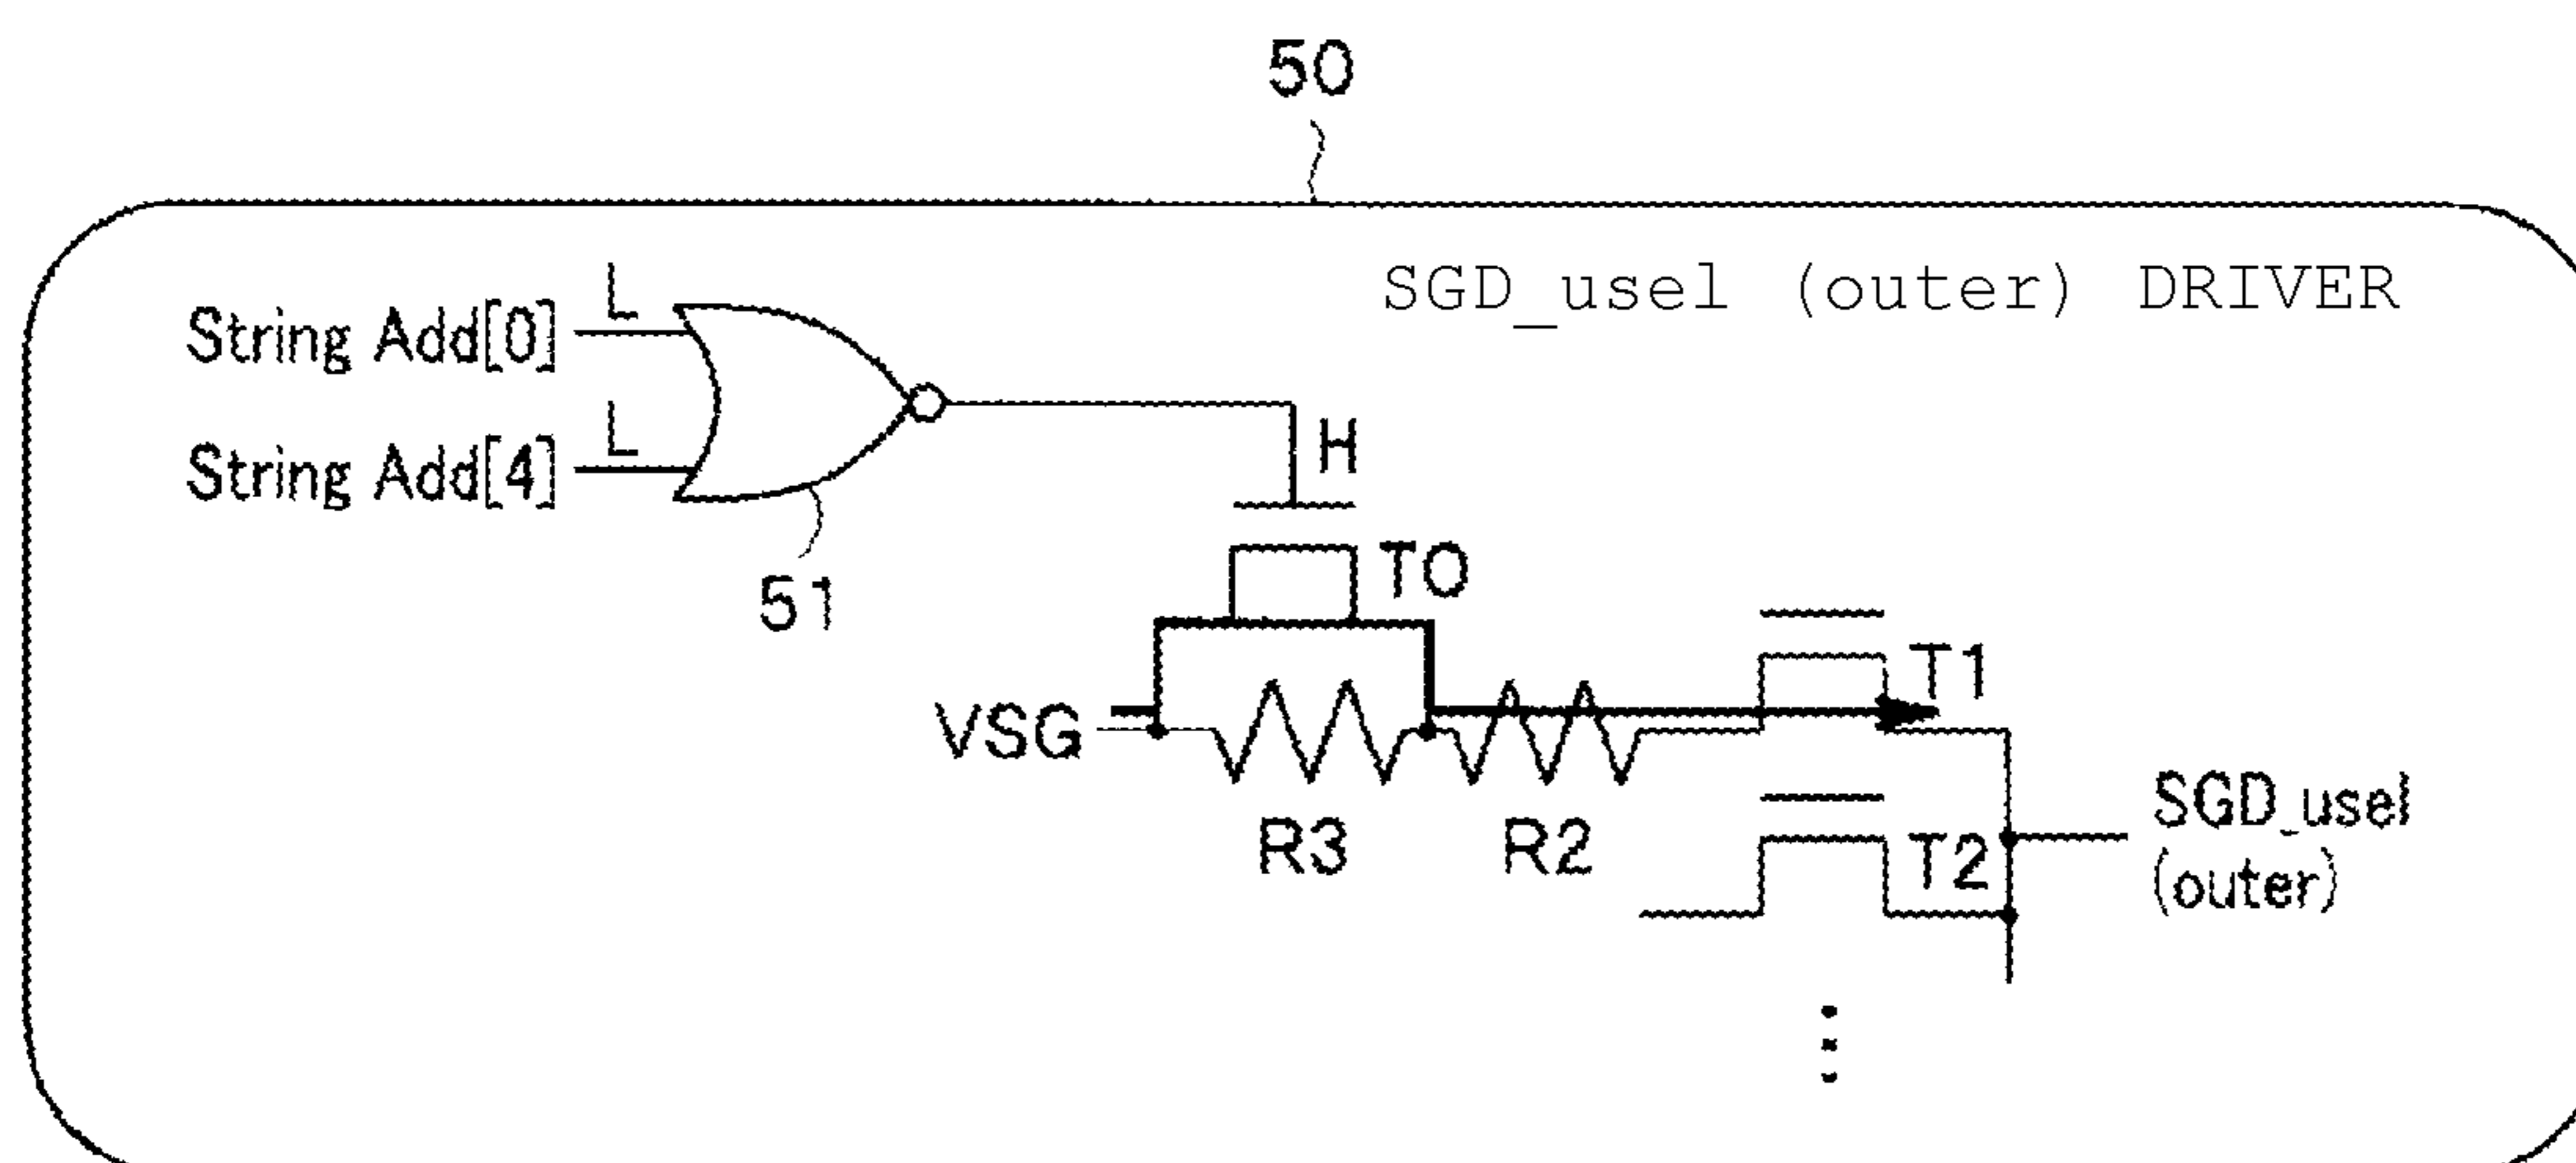 50
SGD_usel (outer) DRIVER
String Add[0]
L
String Add[4]
L
H
51
T0
T1
VSG
R3
R2
T2
SGD_usel
(outer)